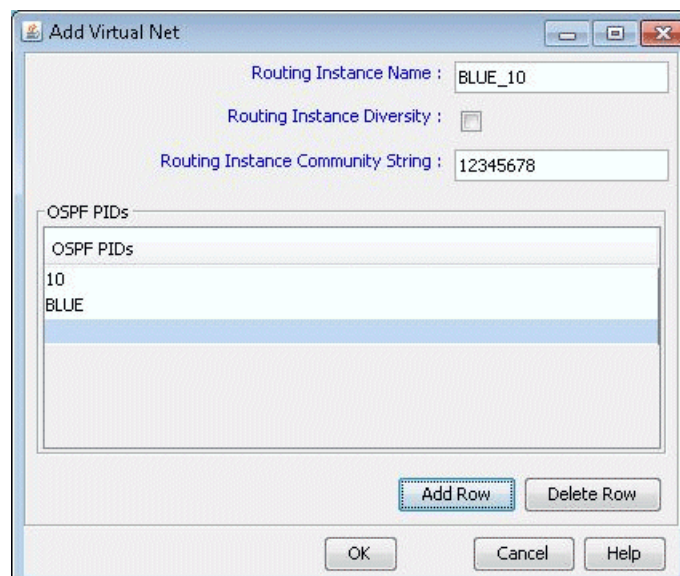 Add Virtual Net
Routing Instance Name : BLUE_10
Routing Instance Diversity :
Routing Instance Community String : 12345678
OSPF PIDs
OSPF PIDs
10
BLUE
Add Row Delete Row
OK Cancel Help